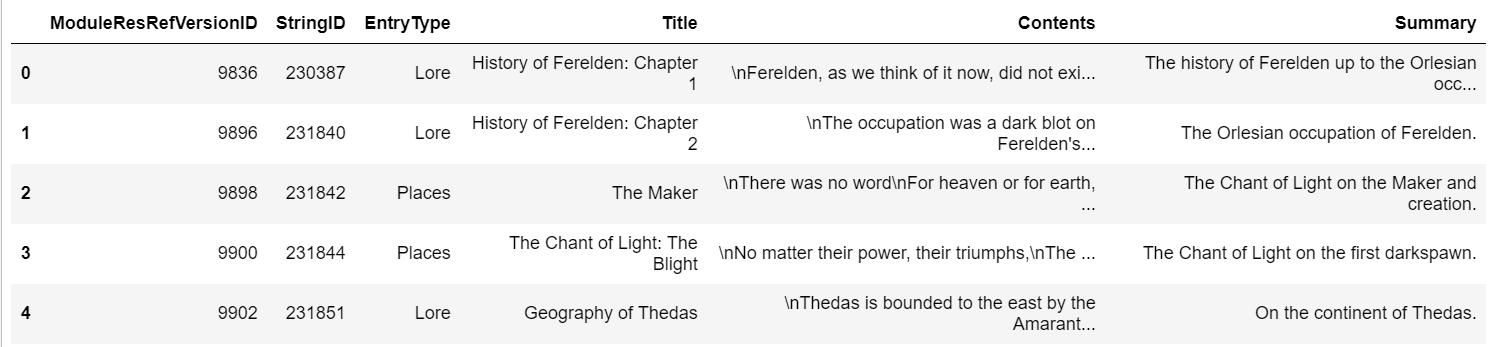 ModuleResRefVersionID StringID EntryType Title Contents Summary
0 9836 230387 Lore History of Ferelden: Chapter 1 \nFerelden, as we think of it now, did not exi... The history of Ferelden up to the Orlesian occ...
1 9896 231840 Lore History of Ferelden: Chapter 2 \nThe occupation was a dark blot on Ferelden's... The Orlesian occupation of Ferelden.
2 9898 231842 Places The Maker \nThere was no word\nFor heaven or for earth, ... The Chant of Light on the Maker and creation.
3 9900 231844 Places The Chant of Light: The Blight \nNo matter their power, their triumphs,\nThe ... The Chant of Light on the first darkspawn.
4 9902 231851 Lore Geography of Thedas \nThedas is bounded to the east by the Amarant... On the continent of Thedas.